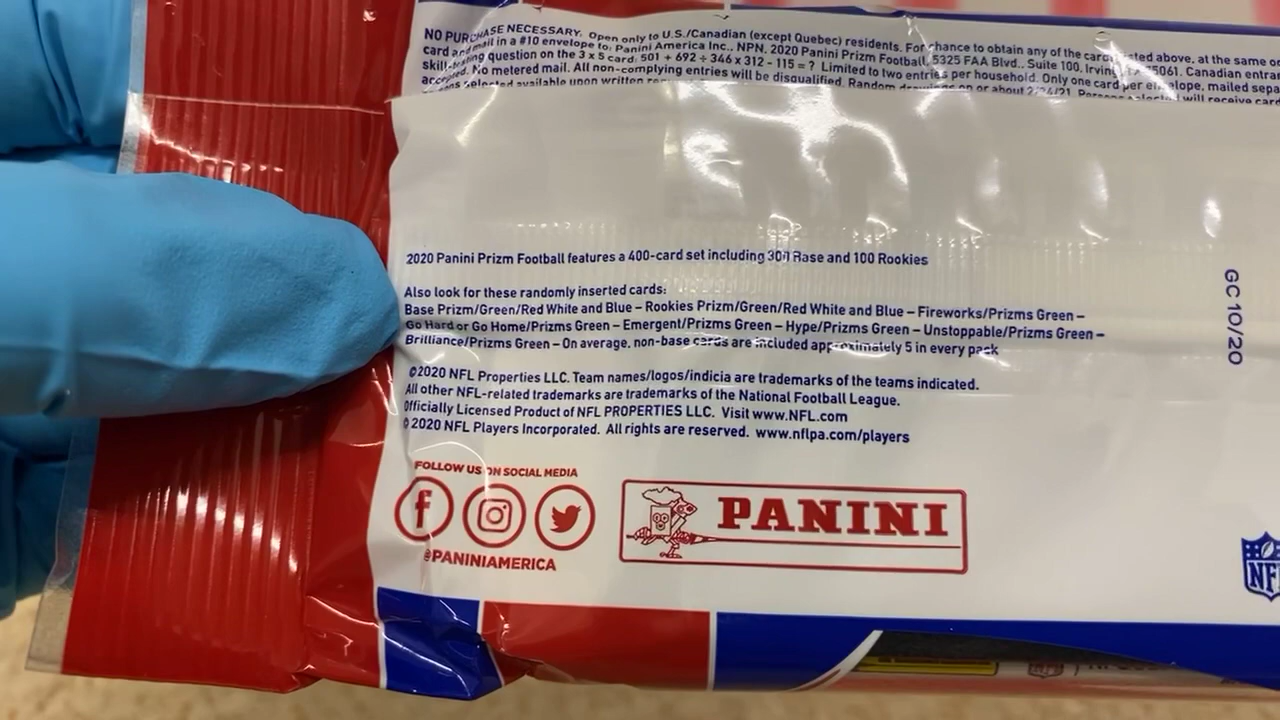 NO PURCHASE NECESSARY. Open only to U.S./Canadian (except Quebec) residents. For chance to obtain any of the cards listed above, at the same
card and mail in a #10 envelope to: Panini America Inc., NPN. 2020 Panini Prizm Football, 5325 FAA Blvd., Suite 100, Irving, TX 75061. Canadian
skill-testing question on the 3 x 5 card: 501 + 692 ÷ 346 x 312 - 115 = ? Limited to two entries per household. Only one card per envelope, mailed
accepted. No metered mail. All non-complying entries will be disqualified. Random drawings on or about 2/24/21. Persons selected will receive
selected available upon written
2020 Panini Prizm Football features a 400-card set including 300 Base and 100 Rookies
Also look for these randomly inserted cards:
Base Prizm/Green/Red White and Blue – Rookies Prizm/Green/Red White and Blue – Fireworks/Prizms Green –
Go Hard or Go Home/Prizms Green – Emergent/Prizms Green – Hype/Prizms Green – Unstoppable/Prizms Green –
Brilliance/Prizms Green – On average, non-base cards are included approximately 5 in every pack
©2020 NFL Properties LLC. Team names/logos/indicia are trademarks of the teams indicated.
All other NFL-related trademarks are trademarks of the National Football League.
Officially Licensed Product of NFL PROPERTIES LLC. Visit www.NFL.com
©2020 NFL Players Incorporated. All rights are reserved. www.nflpa.com/players
FOLLOW US ON SOCIAL MEDIA
@PANINIAMERICA
PANINI
GC 10/20
NFL